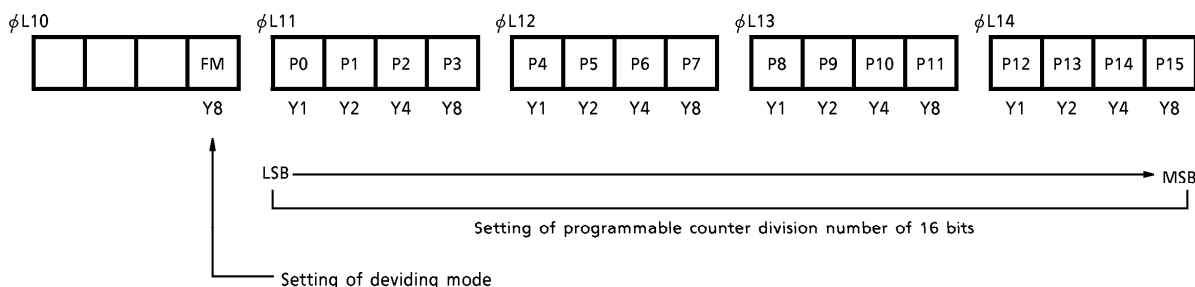 φL10 φL11 φL12 φL13 φL14
FM P0 P1 P2 P3 P4 P5 P6 P7 P8 P9 P10 P11 P12 P13 P14 P15
Y8 Y1 Y2 Y4 Y8 Y1 Y2 Y4 Y8 Y1 Y2 Y4 Y8 Y1 Y2 Y4 Y8
LSB MSB
Setting of programmable counter division number of 16 bits
Setting of deviding mode